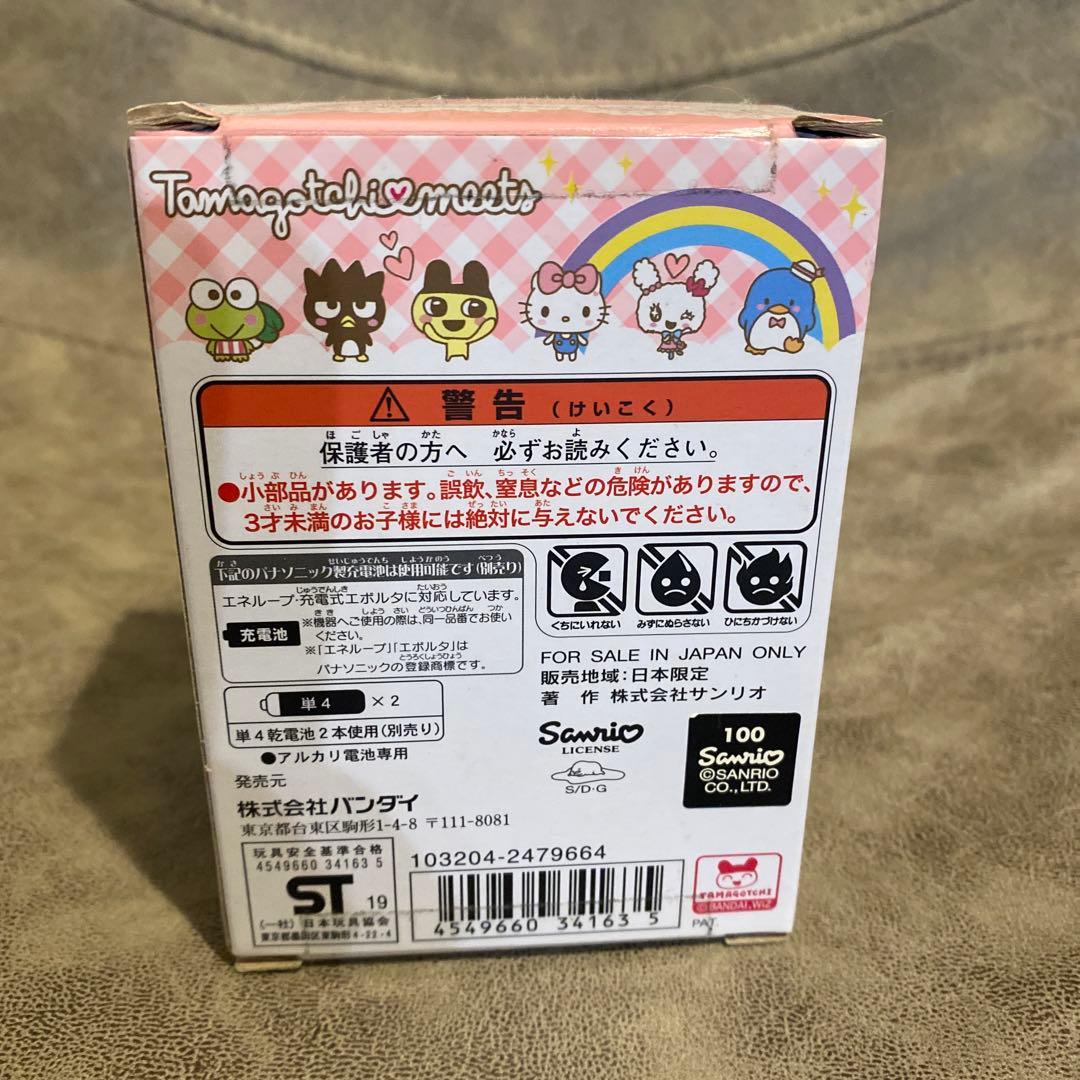 Tamagotchi meets
警告 (けいこく)
保護者の方へ 必ずお読みください。
●小部品があります。誤飲、窒息などの危険がありますので、
3才未満のお子様には絶対に与えないでください。
下記のパナソニック製充電池は使用可能です(別売り)
エネループ・充電式エボルタに対応しています。
充電池
※機器へご使用の際は、同一品番でお使い
ください。
※「エネループ」「エボルタ」は
パナソニックの登録商標です。
くちにいれない みずにぬらさない ひにちかづけない
FOR SALE IN JAPAN ONLY
販売地域:日本限定
著 作 株式会社サンリオ
単4 ×2
単4乾電池2本使用(別売り)
●アルカリ電池専用
Sanrio
LICENSE
S/D・G
100
Sanrio
©SANRIO
CO.,LTD.
発売元
株式会社バンダイ
東京都台東区駒形1-4-8 〒111-8081
玩具安全基準合格
4549660 34163 5
ST 19
(一社)日本玩具協会
東京都墨田区東駒形4-22-4
103204-2479664
4549660 341635
TAMAGOTCHI
©BANDAI,WiZ
PAT.